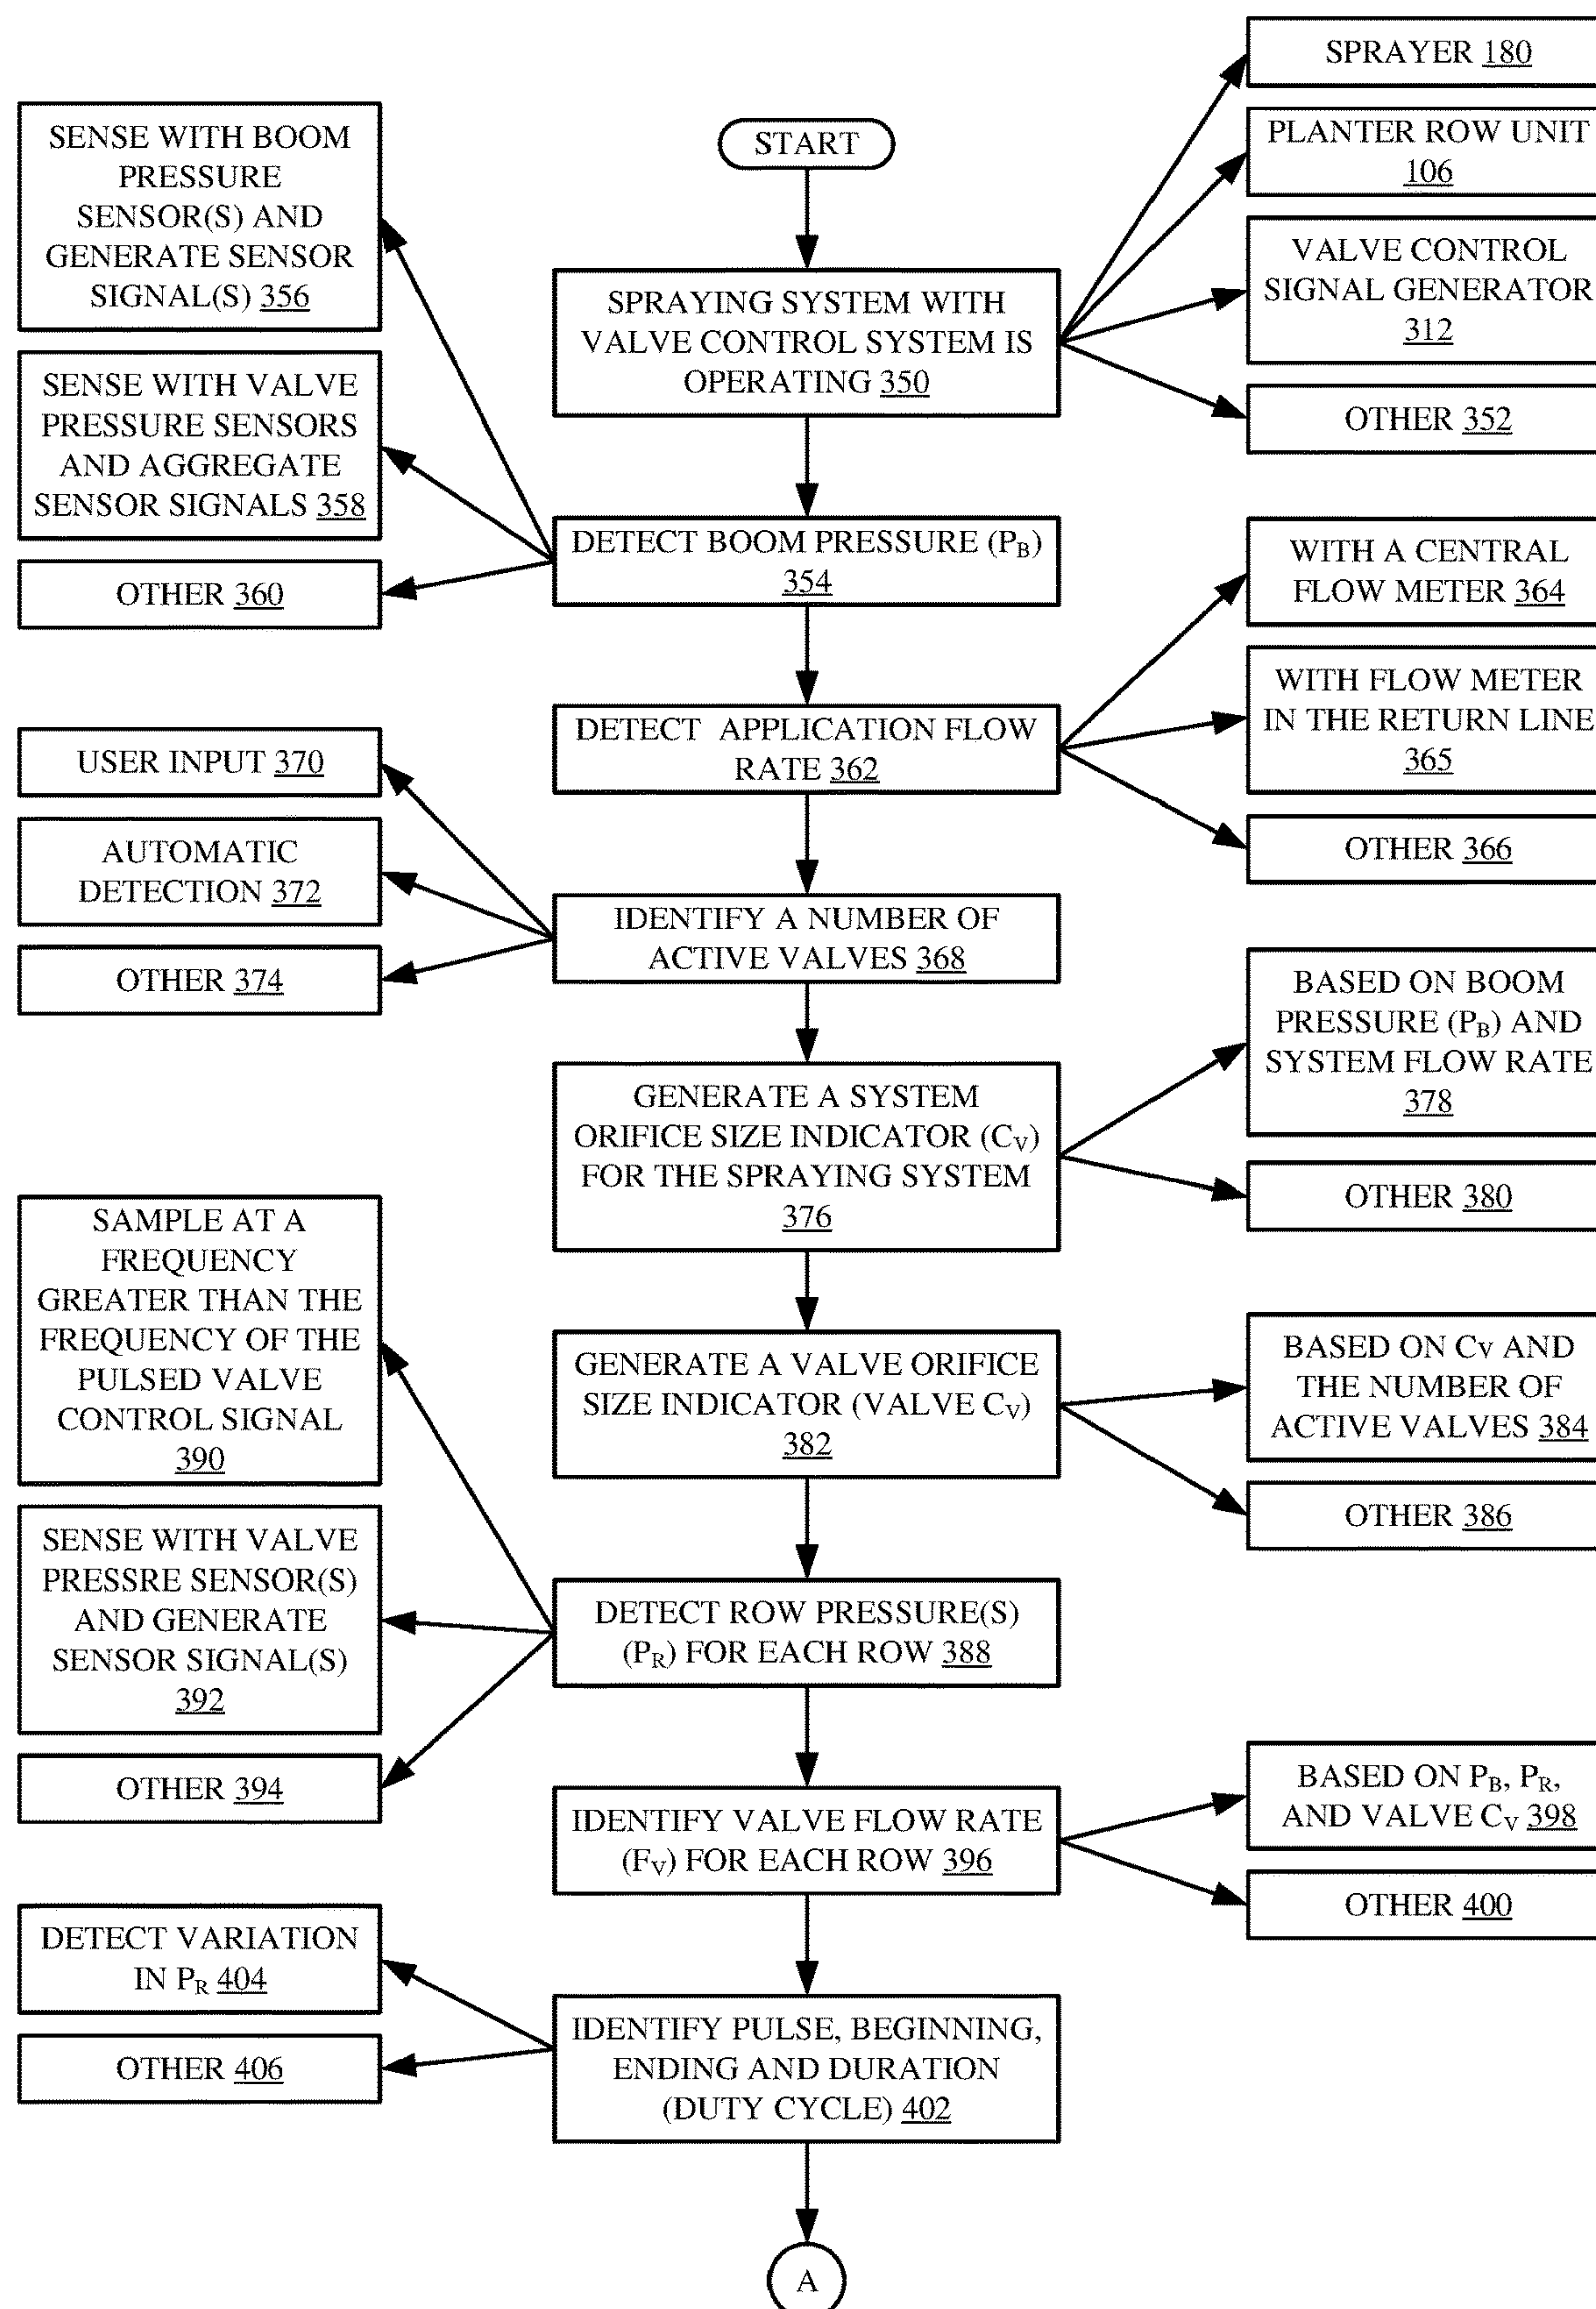 START
SPRAYING SYSTEM WITH
VALVE CONTROL SYSTEM IS
OPERATING 350
SPRAYER 180
PLANTER ROW UNIT
106
VALVE CONTROL
SIGNAL GENERATOR
312
OTHER 352
DETECT BOOM PRESSURE (PB)
354
SENSE WITH BOOM
PRESSURE
SENSOR(S) AND
GENERATE SENSOR
SIGNAL(S) 356
SENSE WITH VALVE
PRESSURE SENSORS
AND AGGREGATE
SENSOR SIGNALS 358
OTHER 360
DETECT APPLICATION FLOW
RATE 362
WITH A CENTRAL
FLOW METER 364
WITH FLOW METER
IN THE RETURN LINE
365
OTHER 366
IDENTIFY A NUMBER OF
ACTIVE VALVES 368
USER INPUT 370
AUTOMATIC
DETECTION 372
OTHER 374
GENERATE A SYSTEM
ORIFICE SIZE INDICATOR (CV)
FOR THE SPRAYING SYSTEM
376
BASED ON BOOM
PRESSURE (PB) AND
SYSTEM FLOW RATE
378
OTHER 380
GENERATE A VALVE ORIFICE
SIZE INDICATOR (VALVE CV)
382
BASED ON CV AND
THE NUMBER OF
ACTIVE VALVES 384
OTHER 386
DETECT ROW PRESSURE(S)
(PR) FOR EACH ROW 388
SAMPLE AT A
FREQUENCY
GREATER THAN THE
FREQUENCY OF THE
PULSED VALVE
CONTROL SIGNAL
390
SENSE WITH VALVE
PRESSRE SENSOR(S)
AND GENERATE
SENSOR SIGNAL(S)
392
OTHER 394
IDENTIFY VALVE FLOW RATE
(FV) FOR EACH ROW 396
BASED ON PB, PR,
AND VALVE CV 398
OTHER 400
IDENTIFY PULSE, BEGINNING,
ENDING AND DURATION
(DUTY CYCLE) 402
DETECT VARIATION
IN PR 404
OTHER 406
A